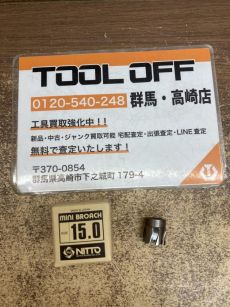 TOOL OFF
0120-540-248 群馬・高崎店
工具買取強化中！！
新品・中古・ジャンク買取可能 宅配査定・出張査定・LINE査定
無料で査定いたします！
〒370-0854
群馬県高崎市下之城町 179-4
MINI BROACH
15.0
NITTO